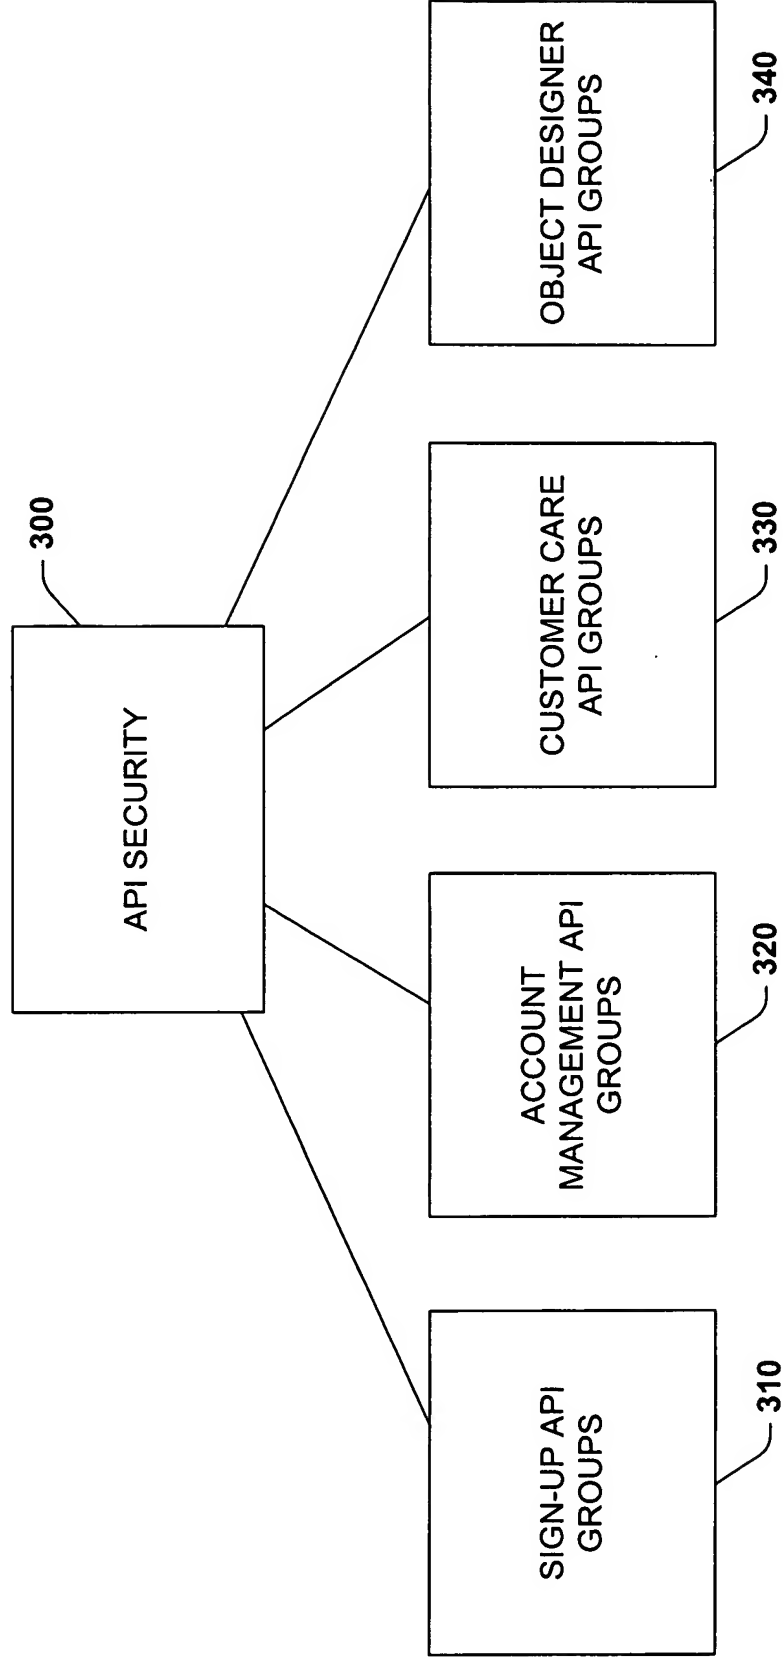 300
API SECURITY
SIGN-UP API
GROUPS
310
ACCOUNT
MANAGEMENT API
GROUPS
320
CUSTOMER CARE
API GROUPS
330
OBJECT DESIGNER
API GROUPS
340